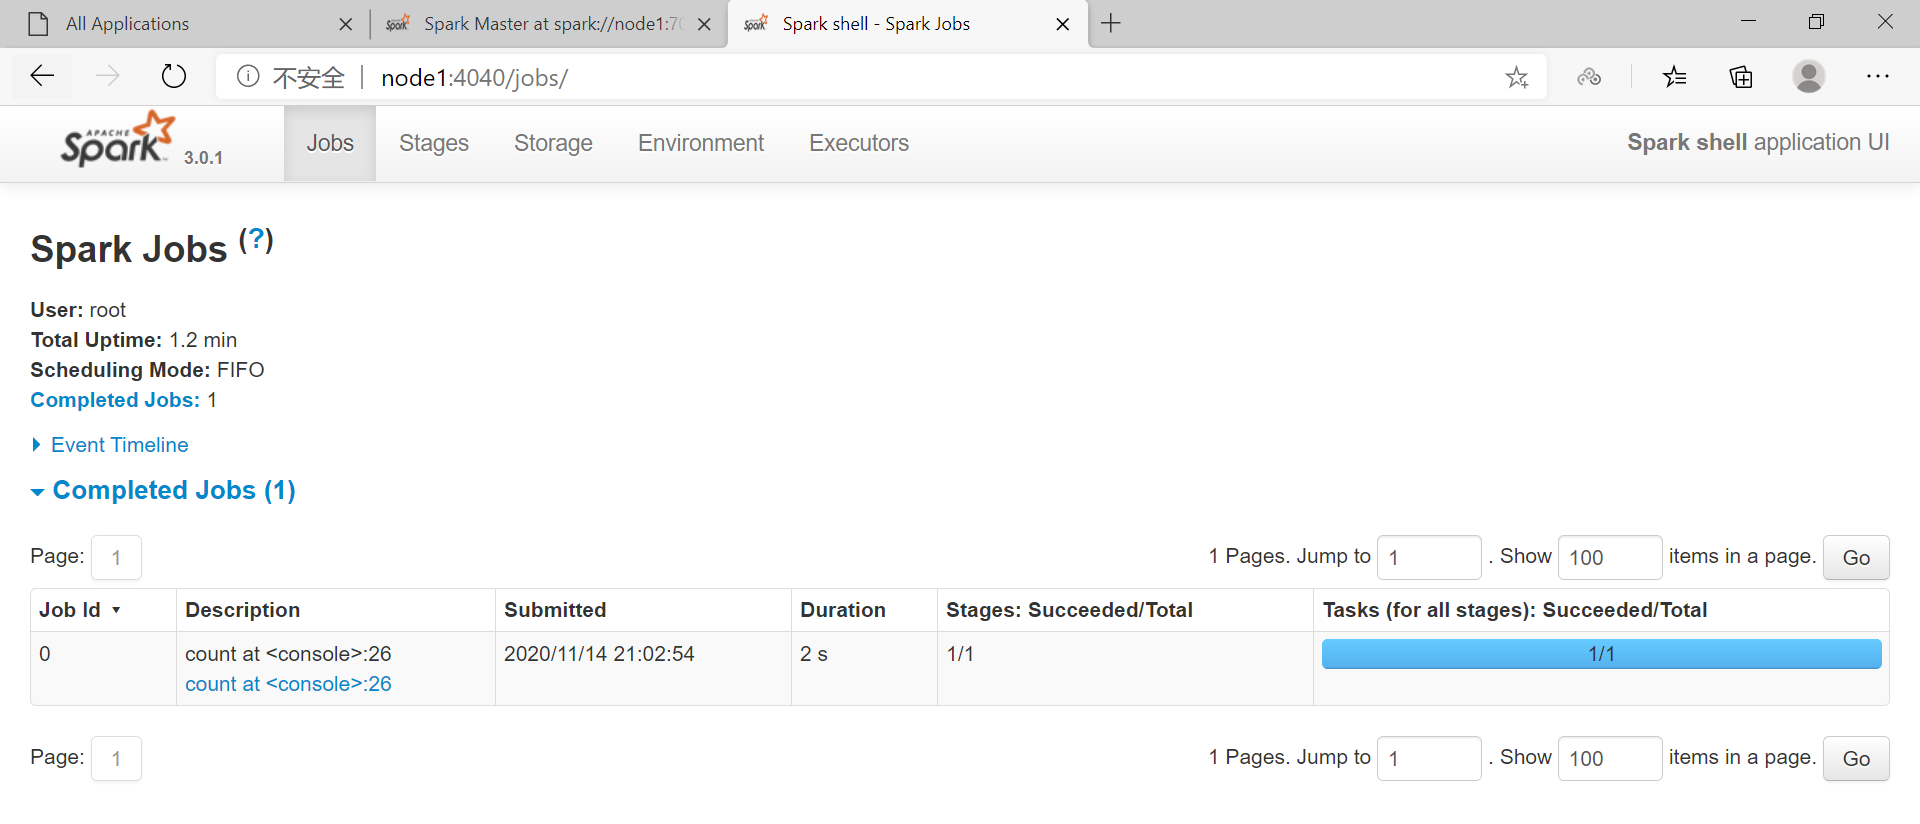 All Applications
Spark Master at spark://node1:70
Spark shell - Spark Jobs
不安全 node1:4040/jobs/
APACHE Spark 3.0.1
Jobs Stages Storage Environment Executors
Spark shell application UI
Spark Jobs (?)
User: root
Total Uptime: 1.2 min
Scheduling Mode: FIFO
Completed Jobs: 1
Event Timeline
Completed Jobs (1)
Page: 1
1 Pages. Jump to 1 . Show 100 items in a page. Go
Job Id Description Submitted Duration Stages: Succeeded/Total Tasks (for all stages): Succeeded/Total
0 count at <console>:26 2020/11/14 21:02:54 2 s 1/1 1/1
count at <console>:26
Page: 1
1 Pages. Jump to 1 . Show 100 items in a page. Go